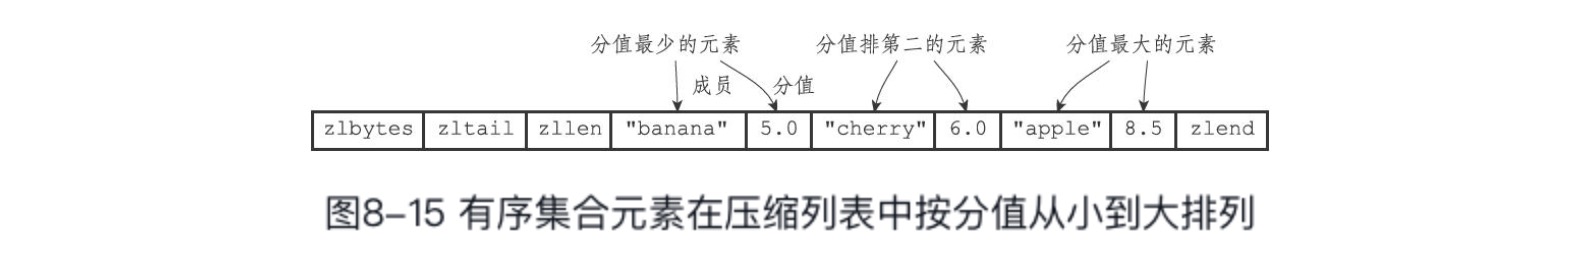 分值最少的元素 分值排第二的元素 分值最大的元素
成员 分值
zlbytes zltail zllen "banana" 5.0 "cherry" 6.0 "apple" 8.5 zlend
图8-15 有序集合元素在压缩列表中按分值从小到大排列